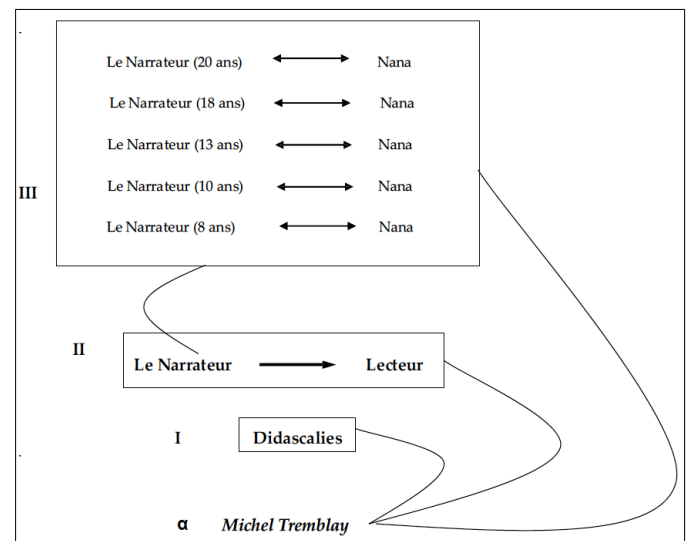 Le Narrateur (20 ans) Nana
Le Narrateur (18 ans) Nana
Le Narrateur (13 ans) Nana
Le Narrateur (10 ans) Nana
III
Le Narrateur (8 ans) Nana
II
Le Narrateur Lecteur
I Didascalies
α Michel Tremblay